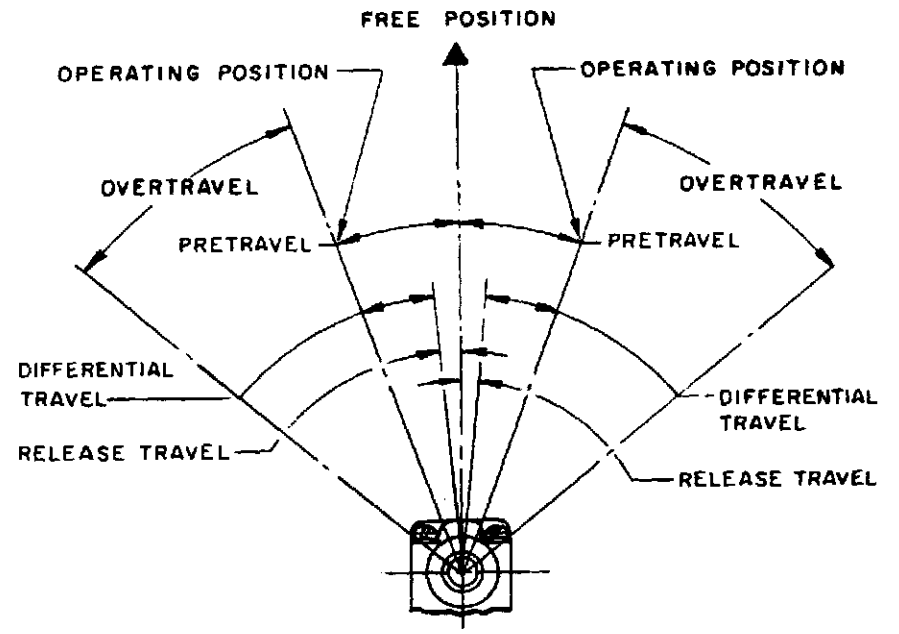 FREE POSITION
OPERATING POSITION
OPERATING POSITION
OVERTRAVEL
OVERTRAVEL
PRETRAVEL
PRETRAVEL
DIFFERENTIAL
TRAVEL
DIFFERENTIAL
TRAVEL
RELEASE TRAVEL
RELEASE TRAVEL